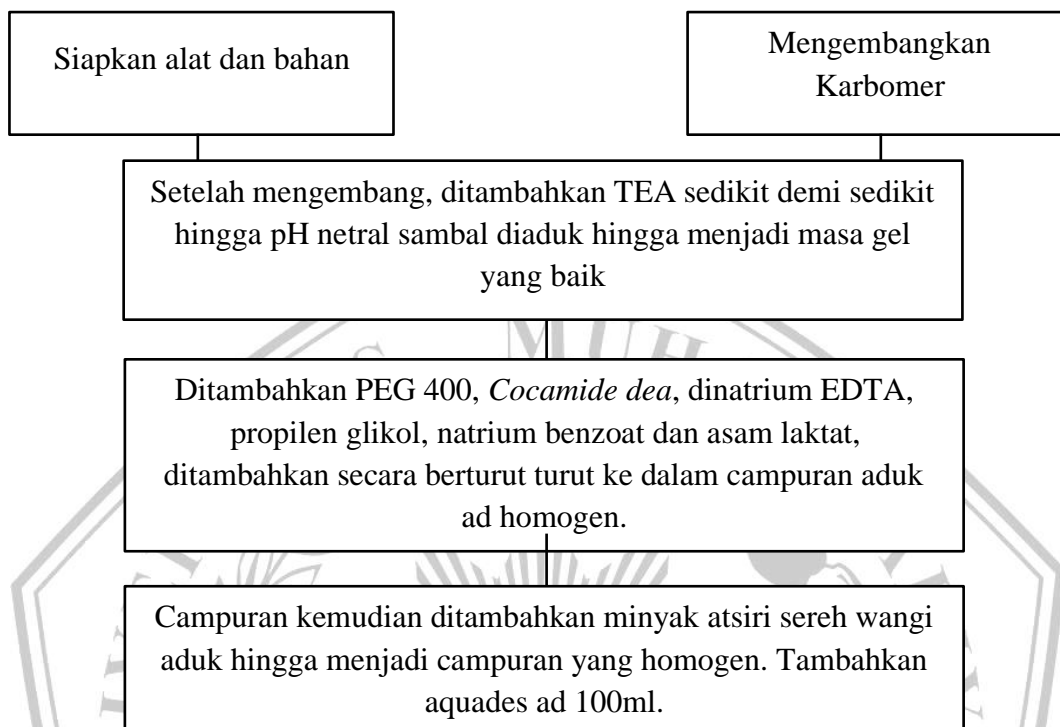 Siapkan alat dan bahan
Mengembangkan
Karbomer
Setelah mengembang, ditambahkan TEA sedikit demi sedikit
hingga pH netral sambal diaduk hingga menjadi masa gel
yang baik
Ditambahkan PEG 400, Cocamide dea, dinatrium EDTA,
propilen glikol, natrium benzoat dan asam laktat,
ditambahkan secara berturut turut ke dalam campuran aduk
ad homogen.
Campuran kemudian ditambahkan minyak atsiri sereh wangi
aduk hingga menjadi campuran yang homogen. Tambahkan
aquades ad 100ml.